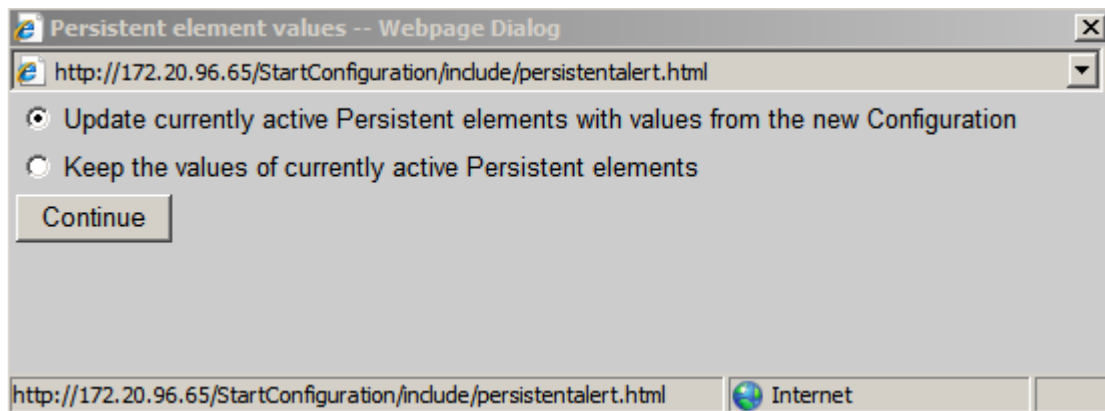 Persistent element values -- Webpage Dialog
http://172.20.96.65/StartConfiguration/include/persistentalert.html
Update currently active Persistent elements with values from the new Configuration
Keep the values of currently active Persistent elements
Continue
http://172.20.96.65/StartConfiguration/include/persistentalert.html Internet